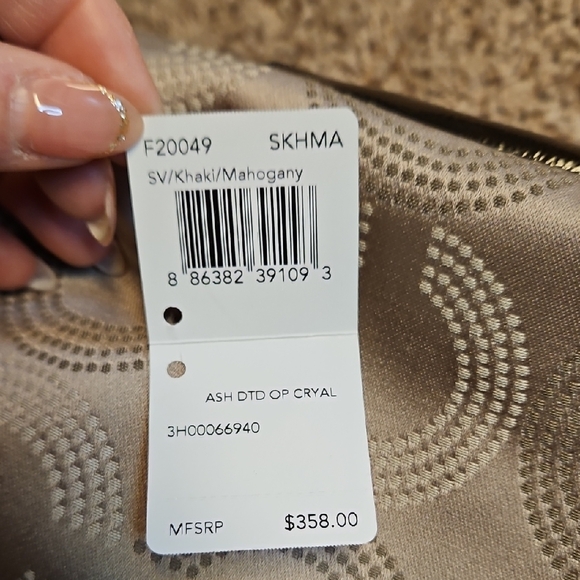 F20049 SKHMA
SV/Khaki/Mahogany
8 86382 39109 3
ASH DTD OP CRYAL
3H00066940
MFSRP $358.00